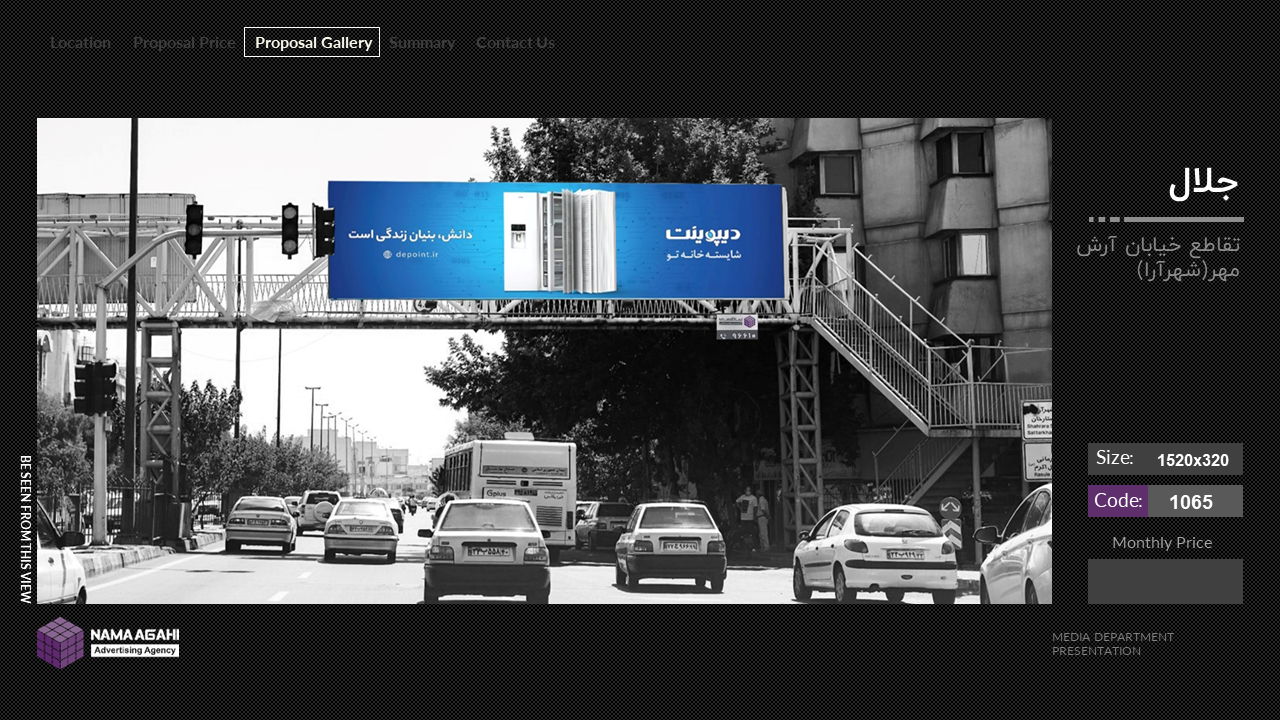 Location Proposal Price Proposal Gallery Summary Contact Us
جلال
تقاطع خیابان آرش
مهر(شهرآرا)
دیپوینت
شایسته خانه تو
دانش، بنیان زندگی است
depoint.ir
۹۶۶۱۰
Gplus
Size: 1520x320
Code: 1065
Monthly Price
BE SEEN FROM THIS VIEW
NAMA AGAHI
Advertising Agency
MEDIA DEPARTMENT
PRESENTATION